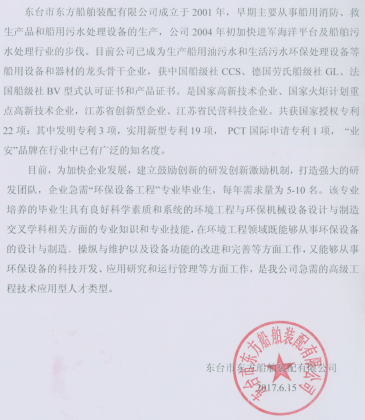 东台市东方船舶装配有限公司成立于 2001 年，早期主要从事船用消防、救
生产品和船用污水处理设备的生产，公司 2004 年初加快进军海洋平台及船舶污
水处理行业的步伐。目前公司已成为生产船用油污水和生活污水环保处理设备等
船用设备和器材的龙头骨干企业，获中国船级社 CCS、德国劳氏船级社 GL、法
国船级社 BV 型式认可证书和产品证书。是国家高新技术企业、国家火炬计划重
点高新技术企业，江苏省创新型企业、江苏省民营科技企业。共获国家授权专利
22 项：其中发明专利 3 项，实用新型专利 19 项， PCT 国际申请专利 1 项， “业
安”品牌在行业中已有广泛的知名度。
目前，为加快企业发展，建立鼓励创新的研发创新激励机制，打造强大的研
发团队，企业急需“环保设备工程”专业毕业生，每年需求量为 5-10 名。该专业
培养的毕业生具有良好科学素质和系统的环境工程与环保机械设备设计与制造
交叉学科相关方面的专业知识和专业技能，在环境工程领域既能够从事环保设备
的设计与制造．操纵与维护以及设备功能的改进和完善等方面工作，又能够从事
环保设备的科技开发、应用研究和运行管理等方面工作，是我公司急需的高级工
程技术应用型人才类型。
东台市东方船舶装配有限公司
2017.6.15
东台市东方船舶装配有限公司